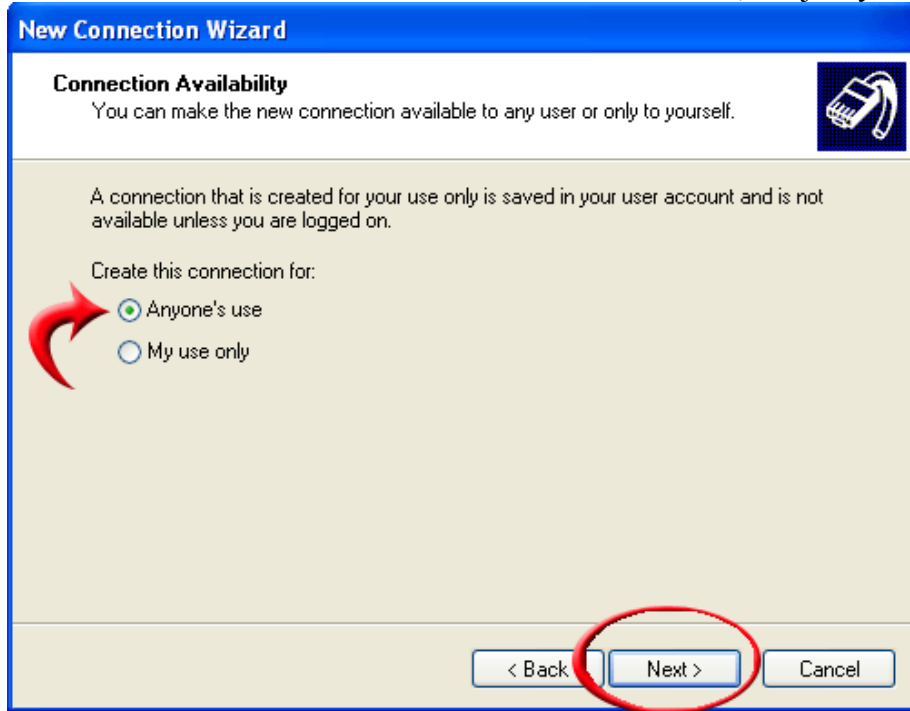 New Connection Wizard
Connection Availability
You can make the new connection available to any user or only to yourself.
A connection that is created for your use only is saved in your user account and is not
available unless you are logged on.
Create this connection for:
Anyone's use
My use only
< Back
Next >
Cancel